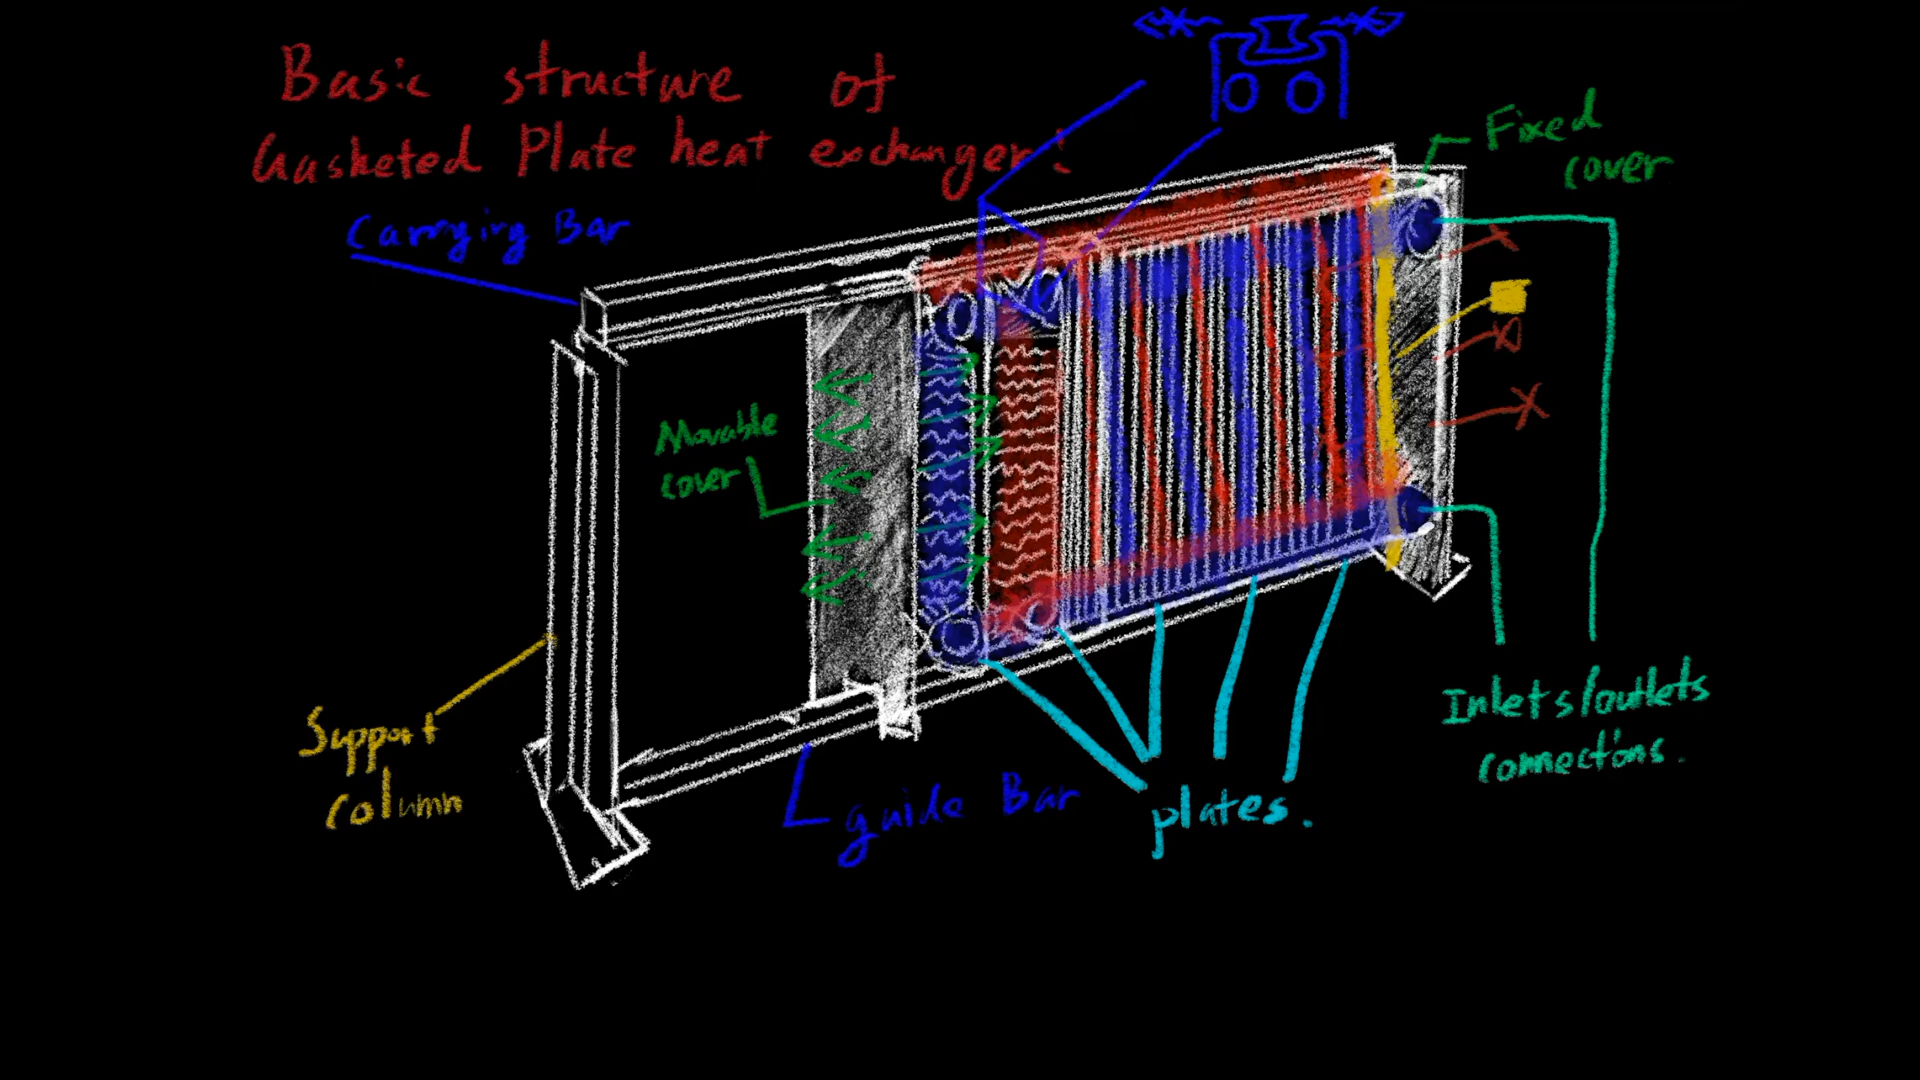 Basic structure of
Gasketed Plate heat exchanger:
Carrying Bar
Fixed
cover
Movable
cover
Support
column
guide Bar
plates.
Inlets/outlets
connections.